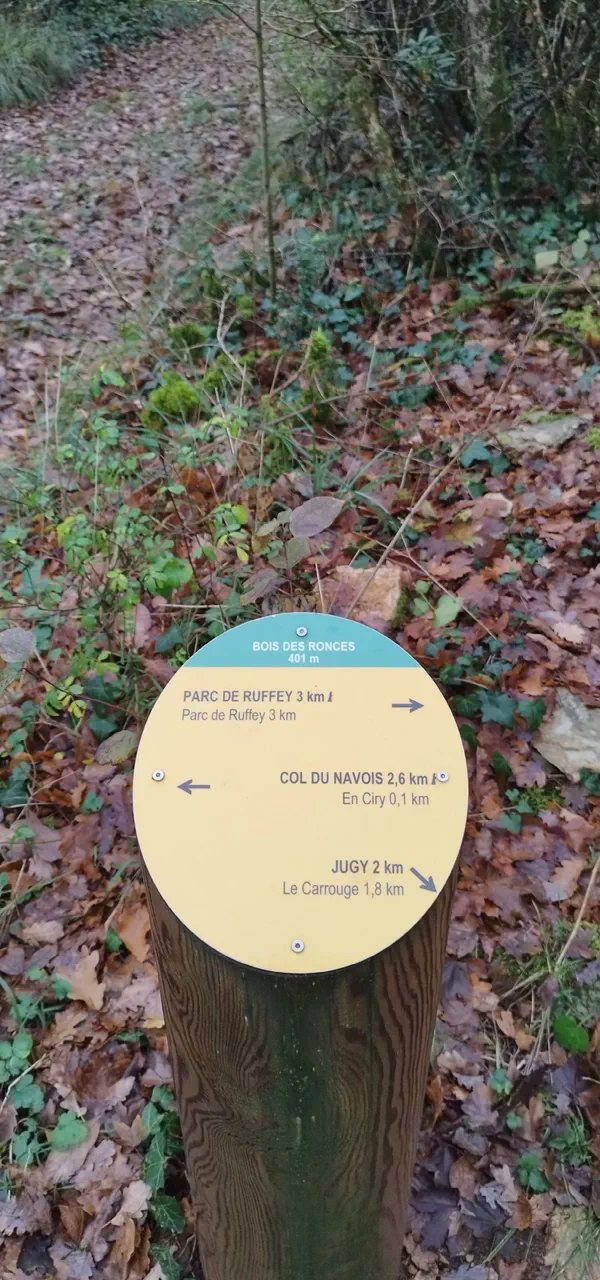 BOIS DES RONCES
401 m
PARC DE RUFFEY 3 km
Parc de Ruffey 3 km
COL DU NAVOIS 2,6 km
En Ciry 0,1 km
JUGY 2 km
Le Carrouge 1,8 km